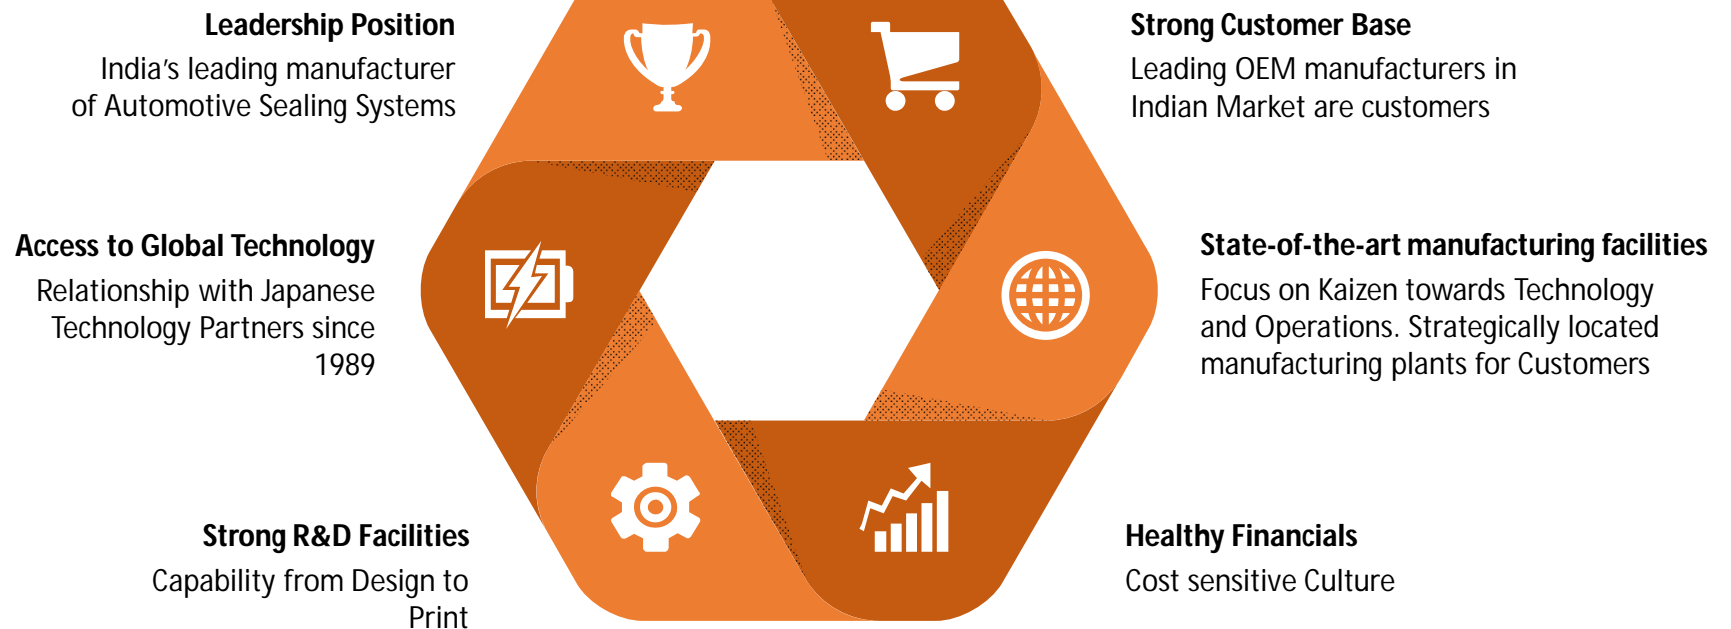 Leadership Position
India's leading manufacturer
of Automotive Sealing Systems
Strong Customer Base
Leading OEM manufacturers in
Indian Market are customers
Access to Global Technology
Relationship with Japanese
Technology Partners since
1989
State-of-the-art manufacturing facilities
Focus on Kaizen towards Technology
and Operations. Strategically located
manufacturing plants for Customers
Strong R&D Facilities
Capability from Design to
Print
Healthy Financials
Cost sensitive Culture